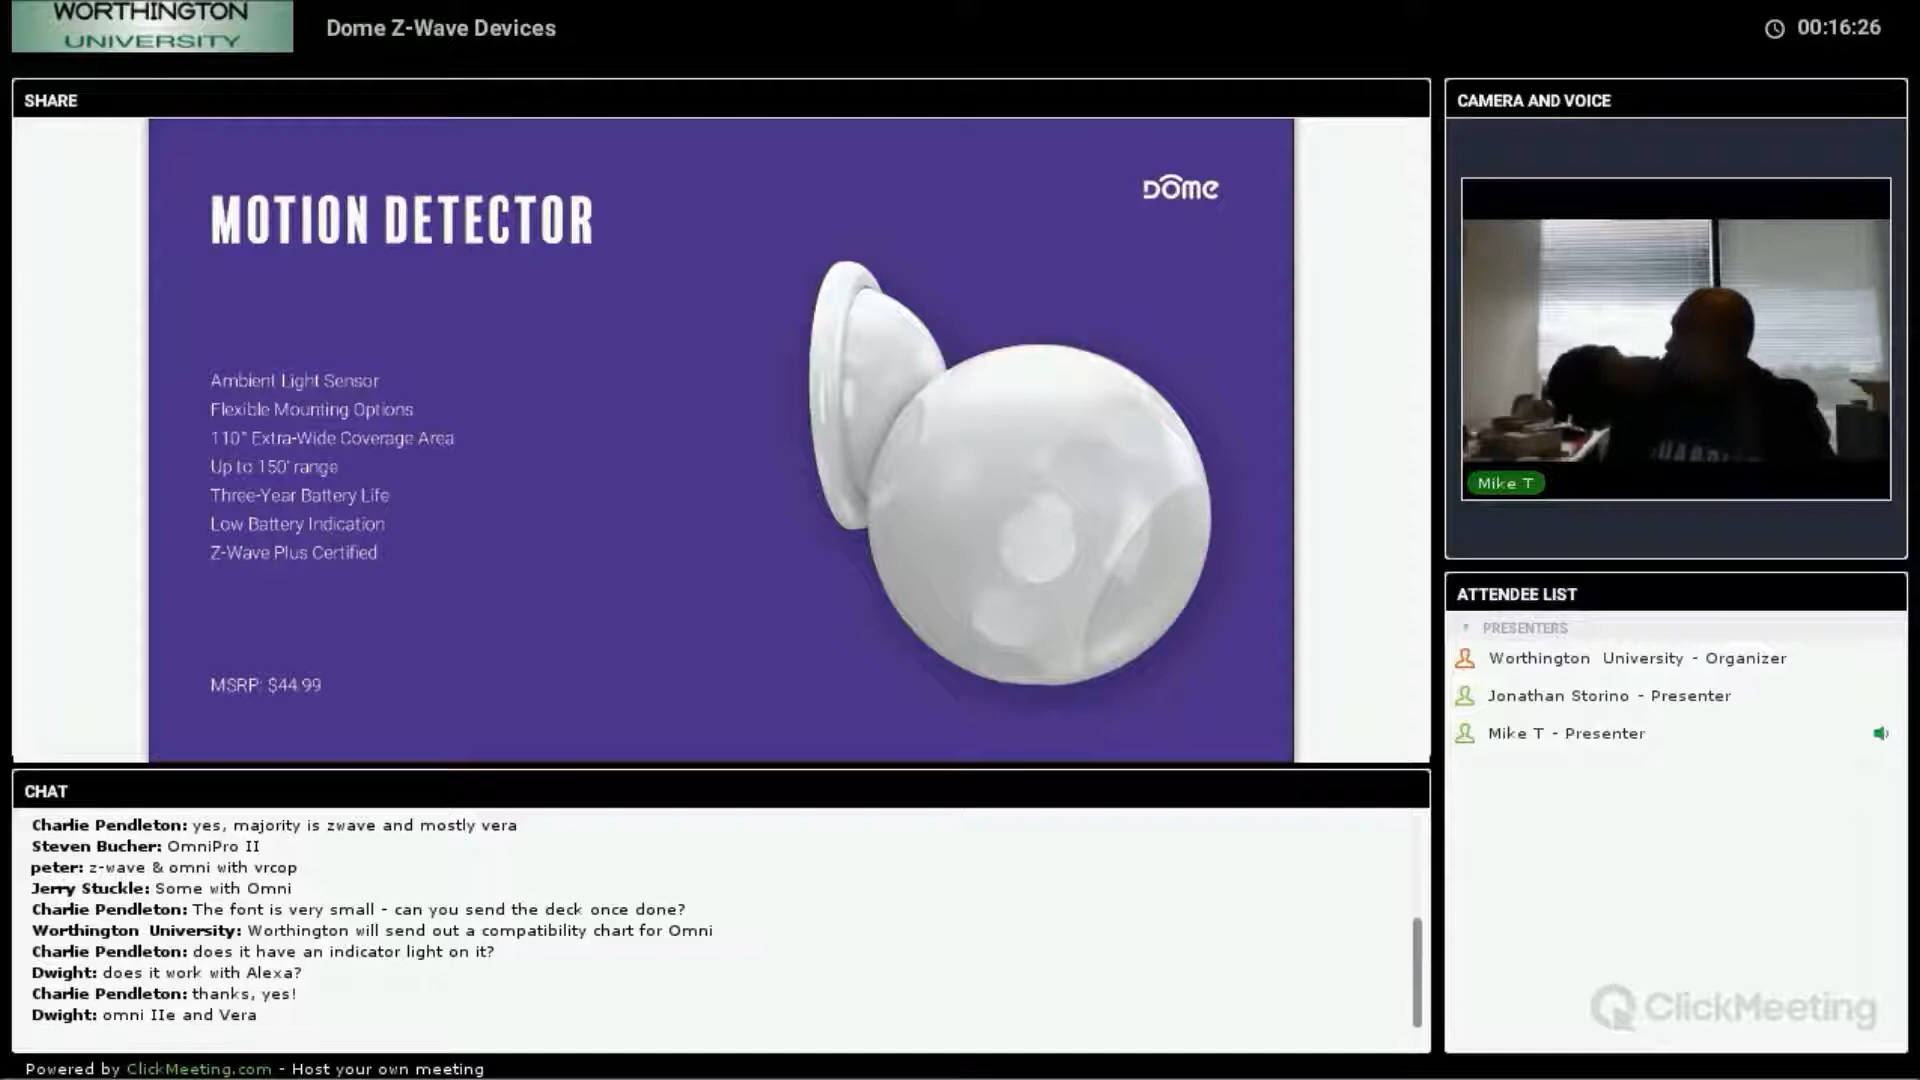 WORTHINGTON
UNIVERSITY
Dome Z-Wave Devices
00:16:26
SHARE
MOTION DETECTOR
DOME
Ambient Light Sensor
Flexible Mounting Options
110° Extra-Wide Coverage Area
Up to 150' range
Three-Year Battery Life
Low Battery Indication
Z-Wave Plus Certified
MSRP: $44.99
CAMERA AND VOICE
Mike T
ATTENDEE LIST
PRESENTERS
Worthington University - Organizer
Jonathan Storino - Presenter
Mike T - Presenter
CHAT
Charlie Pendleton: yes, majority is zwave and mostly vera
Steven Bucher: OmniPro II
peter: z-wave & omni with vrcop
Jerry Stuckle: Some with Omni
Charlie Pendleton: The font is very small - can you send the deck once done?
Worthington University: Worthington will send out a compatibility chart for Omni
Charlie Pendleton: does it have an indicator light on it?
Dwight: does it work with Alexa?
Charlie Pendleton: thanks, yes!
Dwight: omni IIe and Vera
ClickMeeting
Powered by ClickMeeting.com - Host your own meeting